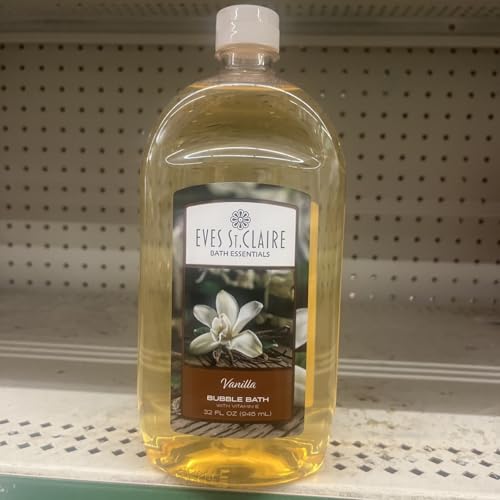 EVES ST. CLAIRE
BATH ESSENTIALS
Vanilla
BUBBLE BATH
WITH VITAMIN E
32 FL OZ (946 mL)